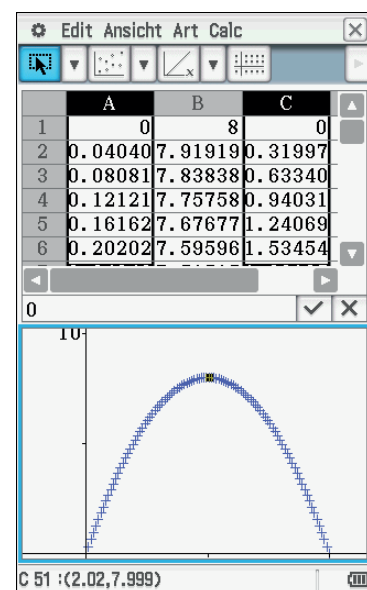 Edit Ansicht Art Calc
A B C
1 0 8 0
2 0.04040 7.91919 0.31997
3 0.08081 7.83838 0.63340
4 0.12121 7.75758 0.94031
5 0.16162 7.67677 1.24069
6 0.20202 7.59596 1.53454
0
10
C 51 :(2.02,7.999)